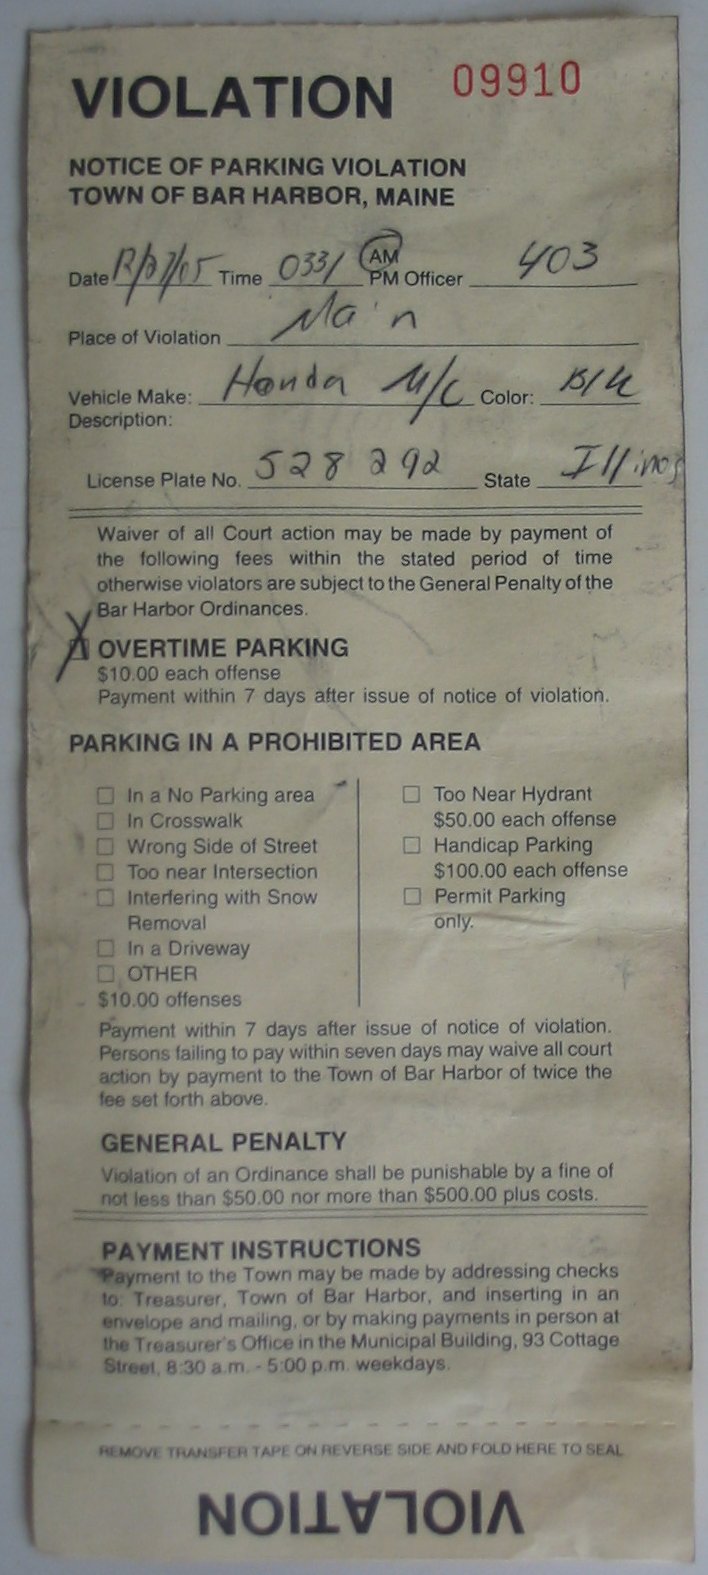 VIOLATION 09910
NOTICE OF PARKING VIOLATION
TOWN OF BAR HARBOR, MAINE
Date Time 0331 AM
PM Officer 403
Place of Violation Main
Vehicle Make: Honda M/C Color: Blk
Description:
License Plate No. 528 292 State Illinois
Waiver of all Court action may be made by payment of
the following fees within the stated period of time
otherwise violators are subject to the General Penalty of the
Bar Harbor Ordinances.
X OVERTIME PARKING
$10.00 each offense
Payment within 7 days after issue of notice of violation.
PARKING IN A PROHIBITED AREA
☐ In a No Parking area
☐ In Crosswalk
☐ Wrong Side of Street
☐ Too near Intersection
☐ Interfering with Snow
Removal
☐ In a Driveway
☐ OTHER
$10.00 offenses
☐ Too Near Hydrant
$50.00 each offense
☐ Handicap Parking
$100.00 each offense
☐ Permit Parking
only.
Payment within 7 days after issue of notice of violation.
Persons failing to pay within seven days may waive all court
action by payment to the Town of Bar Harbor of twice the
fee set forth above.
GENERAL PENALTY
Violation of an Ordinance shall be punishable by a fine of
not less than $50.00 nor more than $500.00 plus costs.
PAYMENT INSTRUCTIONS
Payment to the Town may be made by addressing checks
to: Treasurer, Town of Bar Harbor, and inserting in an
envelope and mailing, or by making payments in person at
the Treasurer's Office in the Municipal Building, 93 Cottage
Street, 8:30 a.m. - 5:00 p.m. weekdays.
REMOVE TRANSFER TAPE ON REVERSE SIDE AND FOLD HERE TO SEAL
VIOLATION